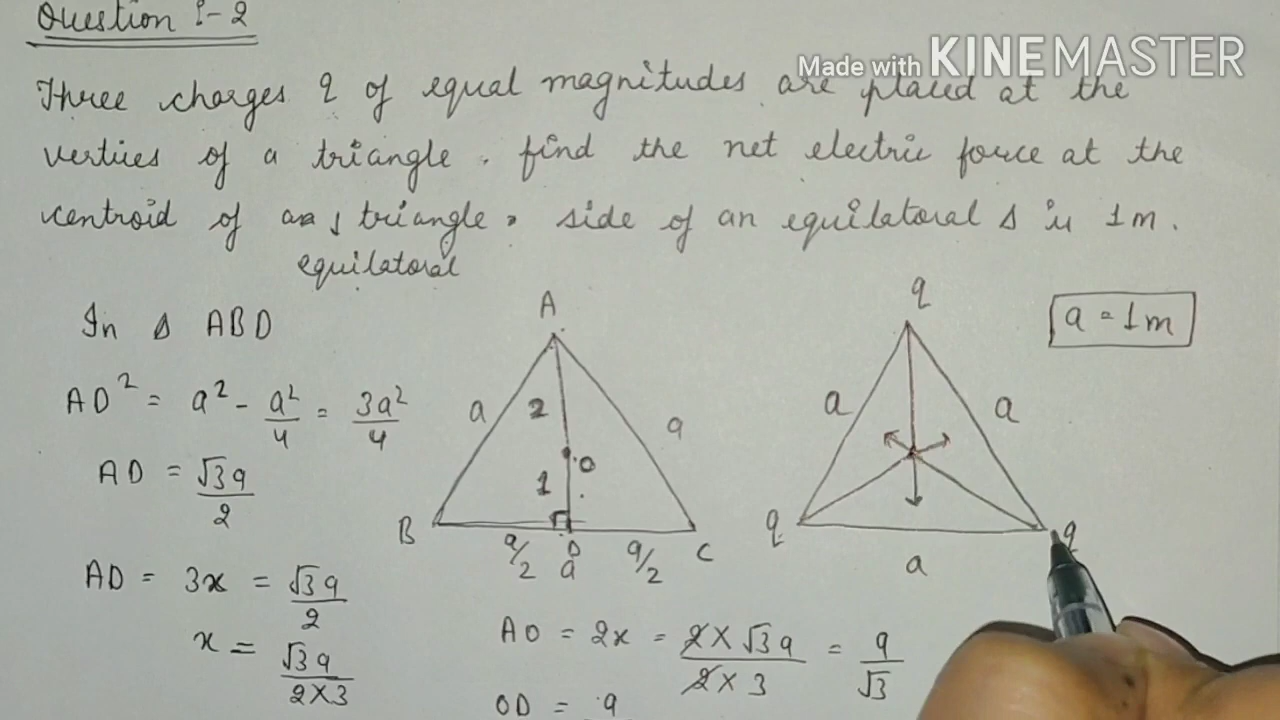 Question :- 2
Made with KINEMASTER
Three charges q of equal magnitudes are placed at the
vertices of a triangle. find the net electric force at the
centroid of an triangle. side of an equilatoral Δ is 1m.
equilatoral
In Δ ABD
AD² = a² - a²/4 = 3a²/4
AD = √3a/2
AD = 3x = √3a/2
x = √3a/2×3
A
a
2
a
O
1
B
a/2
D
a/2
C
a
AO = 2x = 2×√3a/2×3 = a/√3
OD = a
q
a = 1m
a
a
q
q
a